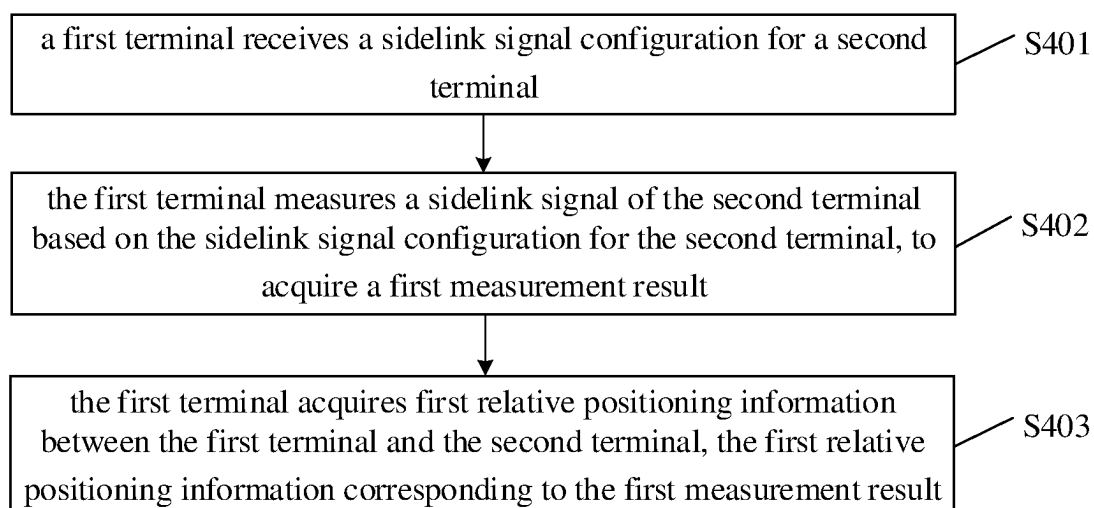 a first terminal receives a sidelink signal configuration for a second
terminal
S401
the first terminal measures a sidelink signal of the second terminal
based on the sidelink signal configuration for the second terminal, to
acquire a first measurement result
S402
the first terminal acquires first relative positioning information
between the first terminal and the second terminal, the first relative
positioning information corresponding to the first measurement result
S403